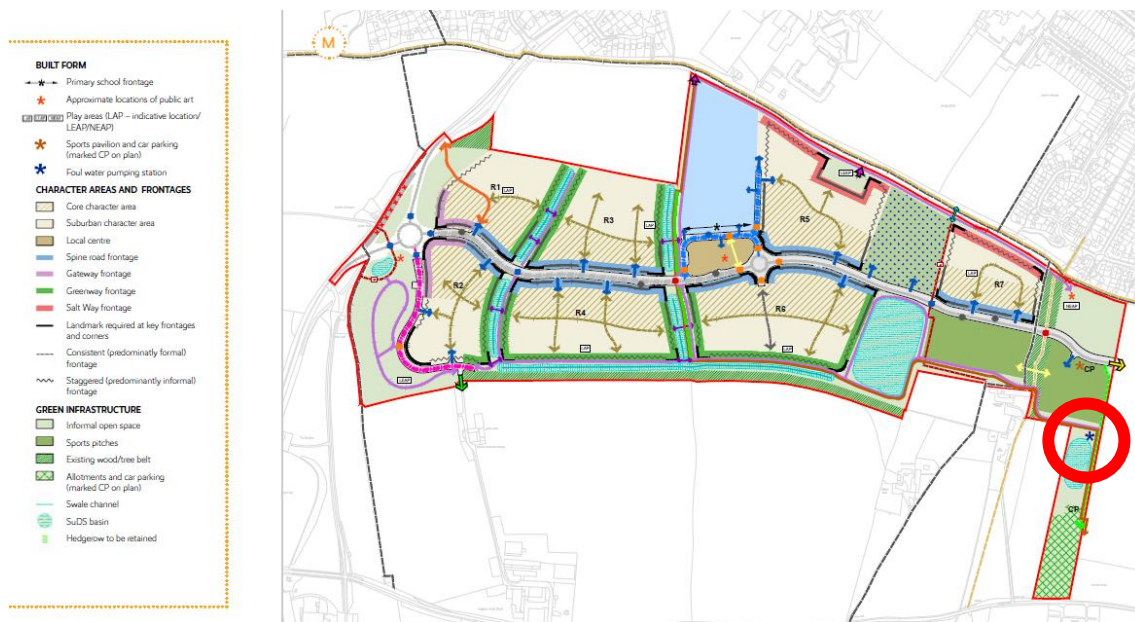 BUILT FORM
Primary school frontage
Approximate locations of public art
Play areas (LAP – indicative location/
LEAP/NEAP)
Sports pavilion and car parking
(marked CP on plan)
Foul water pumping station
CHARACTER AREAS AND FRONTAGES
Core character area
Suburban character area
Local centre
Spine road frontage
Gateway frontage
Greenway frontage
Salt Way frontage
Landmark required at key frontages
and corners
Consistent (predominantly formal)
frontage
Staggered (predominantly informal)
frontage
GREEN INFRASTRUCTURE
Informal open space
Sports pitches
Existing wood/tree belt
Allotments and car parking
(marked CP on plan)
Swale channel
SuDS basin
Hedgerow to be retained
M
R1
LAP
R3
LAP
R5
LEAP
R2
R4
LAP
R6
LAP
R7
LAP
NEAP
LEAP
CP
CP